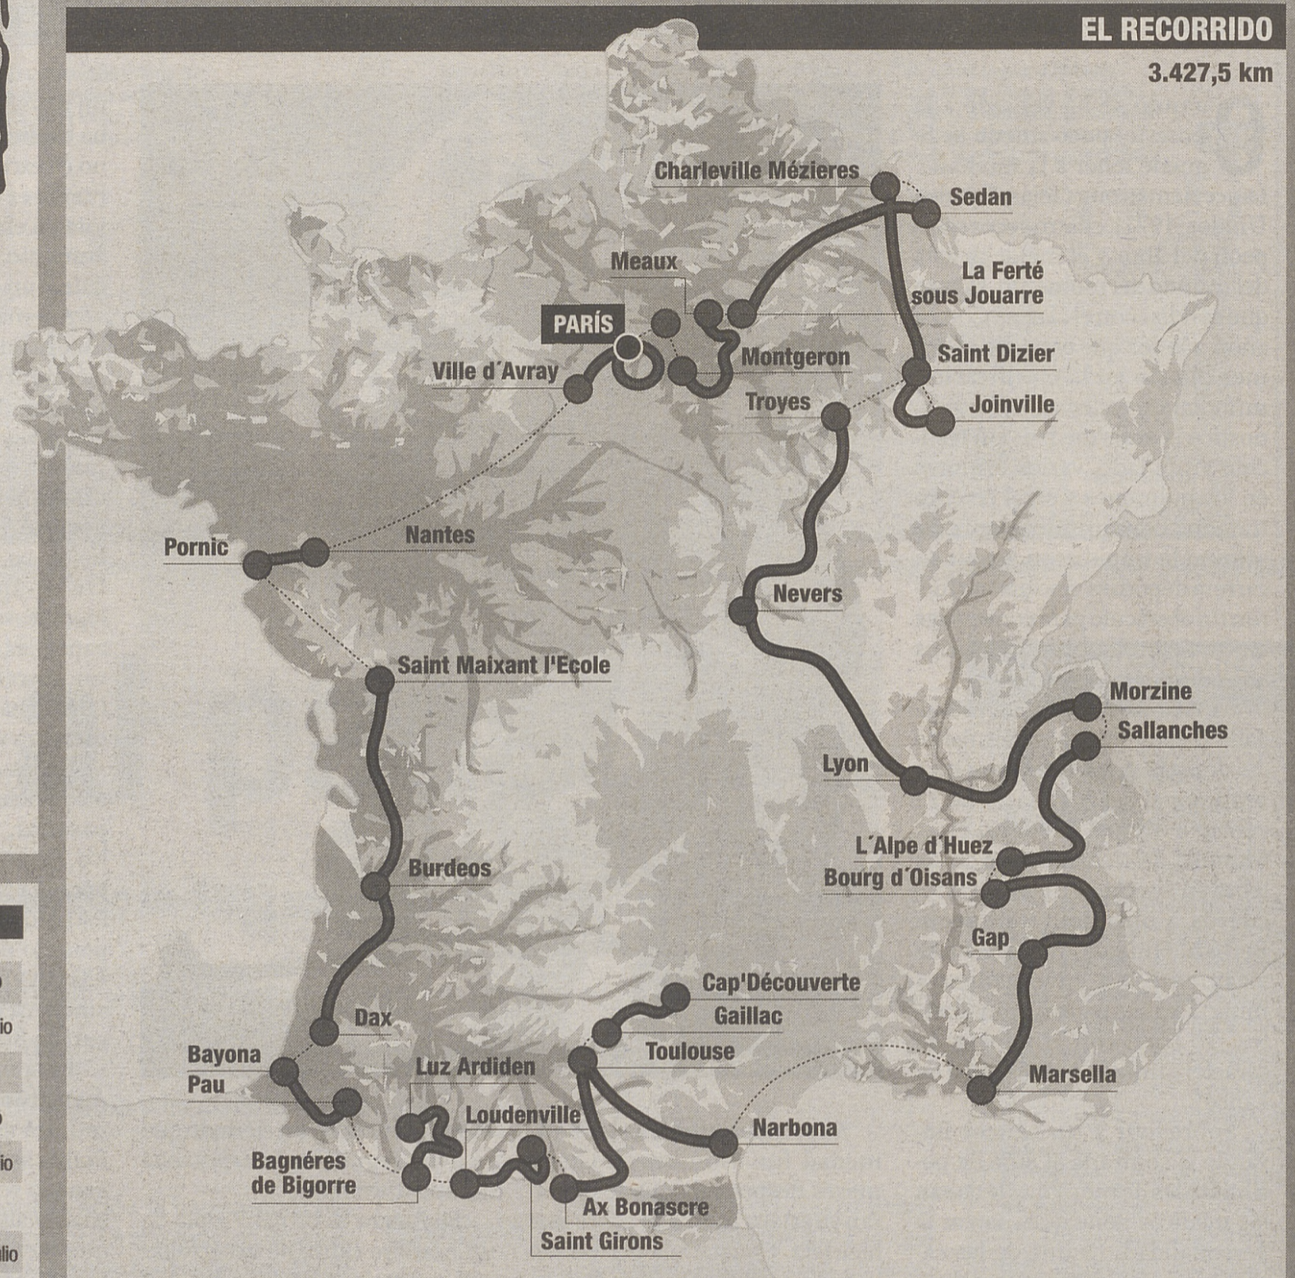 EL RECORRIDO
3.427,5 km
Charleville Mézieres
Sedan
Meaux
La Ferté
sous Jouarre
PARÍS
Montgeron
Saint Dizier
Ville d´Avray
Troyes
Joinville
Nantes
Pornic
Nevers
Saint Maixant l'Ecole
Morzine
Sallanches
Lyon
L´Alpe d´Huez
Burdeos
Bourg d´Oisans
Gap
Cap'Découverte
Gaillac
Dax
Toulouse
Bayona
Pau
Luz Ardiden
Marsella
Loudenville
Narbona
Bagnéres
de Bigorre
Ax Bonascre
Saint Girons